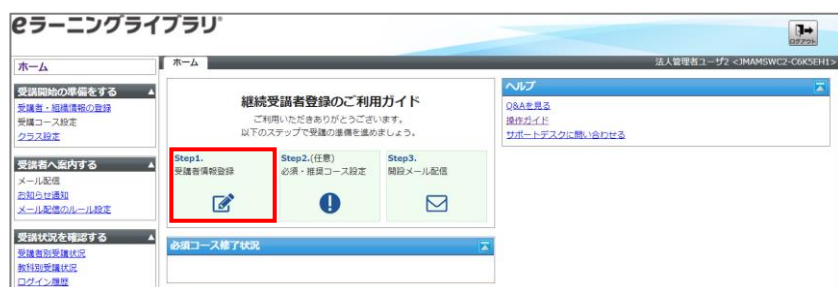 eラーニングライブラリ®
ログアウト
ホーム
ホーム
法人管理者ユーザ2 <JMAMSWC2-C6K5EH1>
受講開始の準備をする
受講者・組織情報の登録
受講コース設定
クラス設定
受講者へ案内する
メール配信
お知らせ通知
メール配信のルール設定
受講状況を確認する
受講者別受講状況
教科別受講状況
ログイン履歴
継続受講者登録のご利用ガイド
ご利用いただきありがとうございます。
以下のステップで受講の準備を進めましょう。
Step1.
受講者情報登録
Step2.(任意)
必須・推奨コース設定
Step3.
開設メール配信
必須コース修了状況
ヘルプ
Q&Aを見る
操作ガイド
サポートデスクに問い合わせる